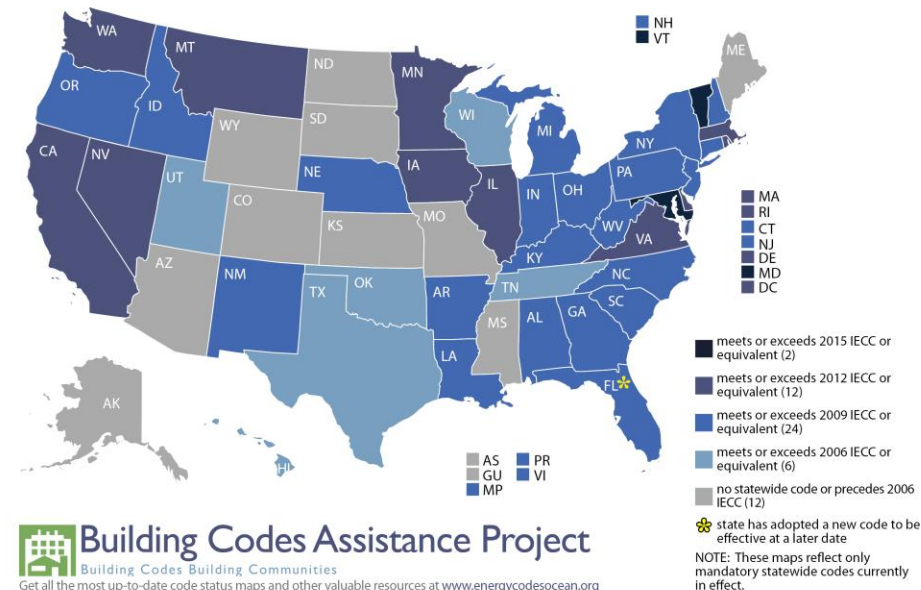 NH
VT
WA
MT
ND
MN
ME
OR
ID
WY
SD
WI
MI
NY
CA
NV
UT
NE
IA
IL
IN
OH
PA
CO
KS
MO
WV
VA
KY
MA
RI
CT
NJ
DE
MD
DC
AZ
NM
TX
OK
AR
TN
NC
SC
MS
AL
GA
LA
FL
AK
HI
AS
GU
MP
PR
VI
meets or exceeds 2015 IECC or
equivalent (2)
meets or exceeds 2012 IECC or
equivalent (12)
meets or exceeds 2009 IECC or
equivalent (24)
meets or exceeds 2006 IECC or
equivalent (6)
no statewide code or precedes 2006
IECC (12)
state has adopted a new code to be
effective at a later date
NOTE: These maps reflect only
mandatory statewide codes currently
in effect.
Building Codes Assistance Project
Building Codes Building Communities
Get all the most up-to-date code status maps and other valuable resources at www.energycodesocean.org